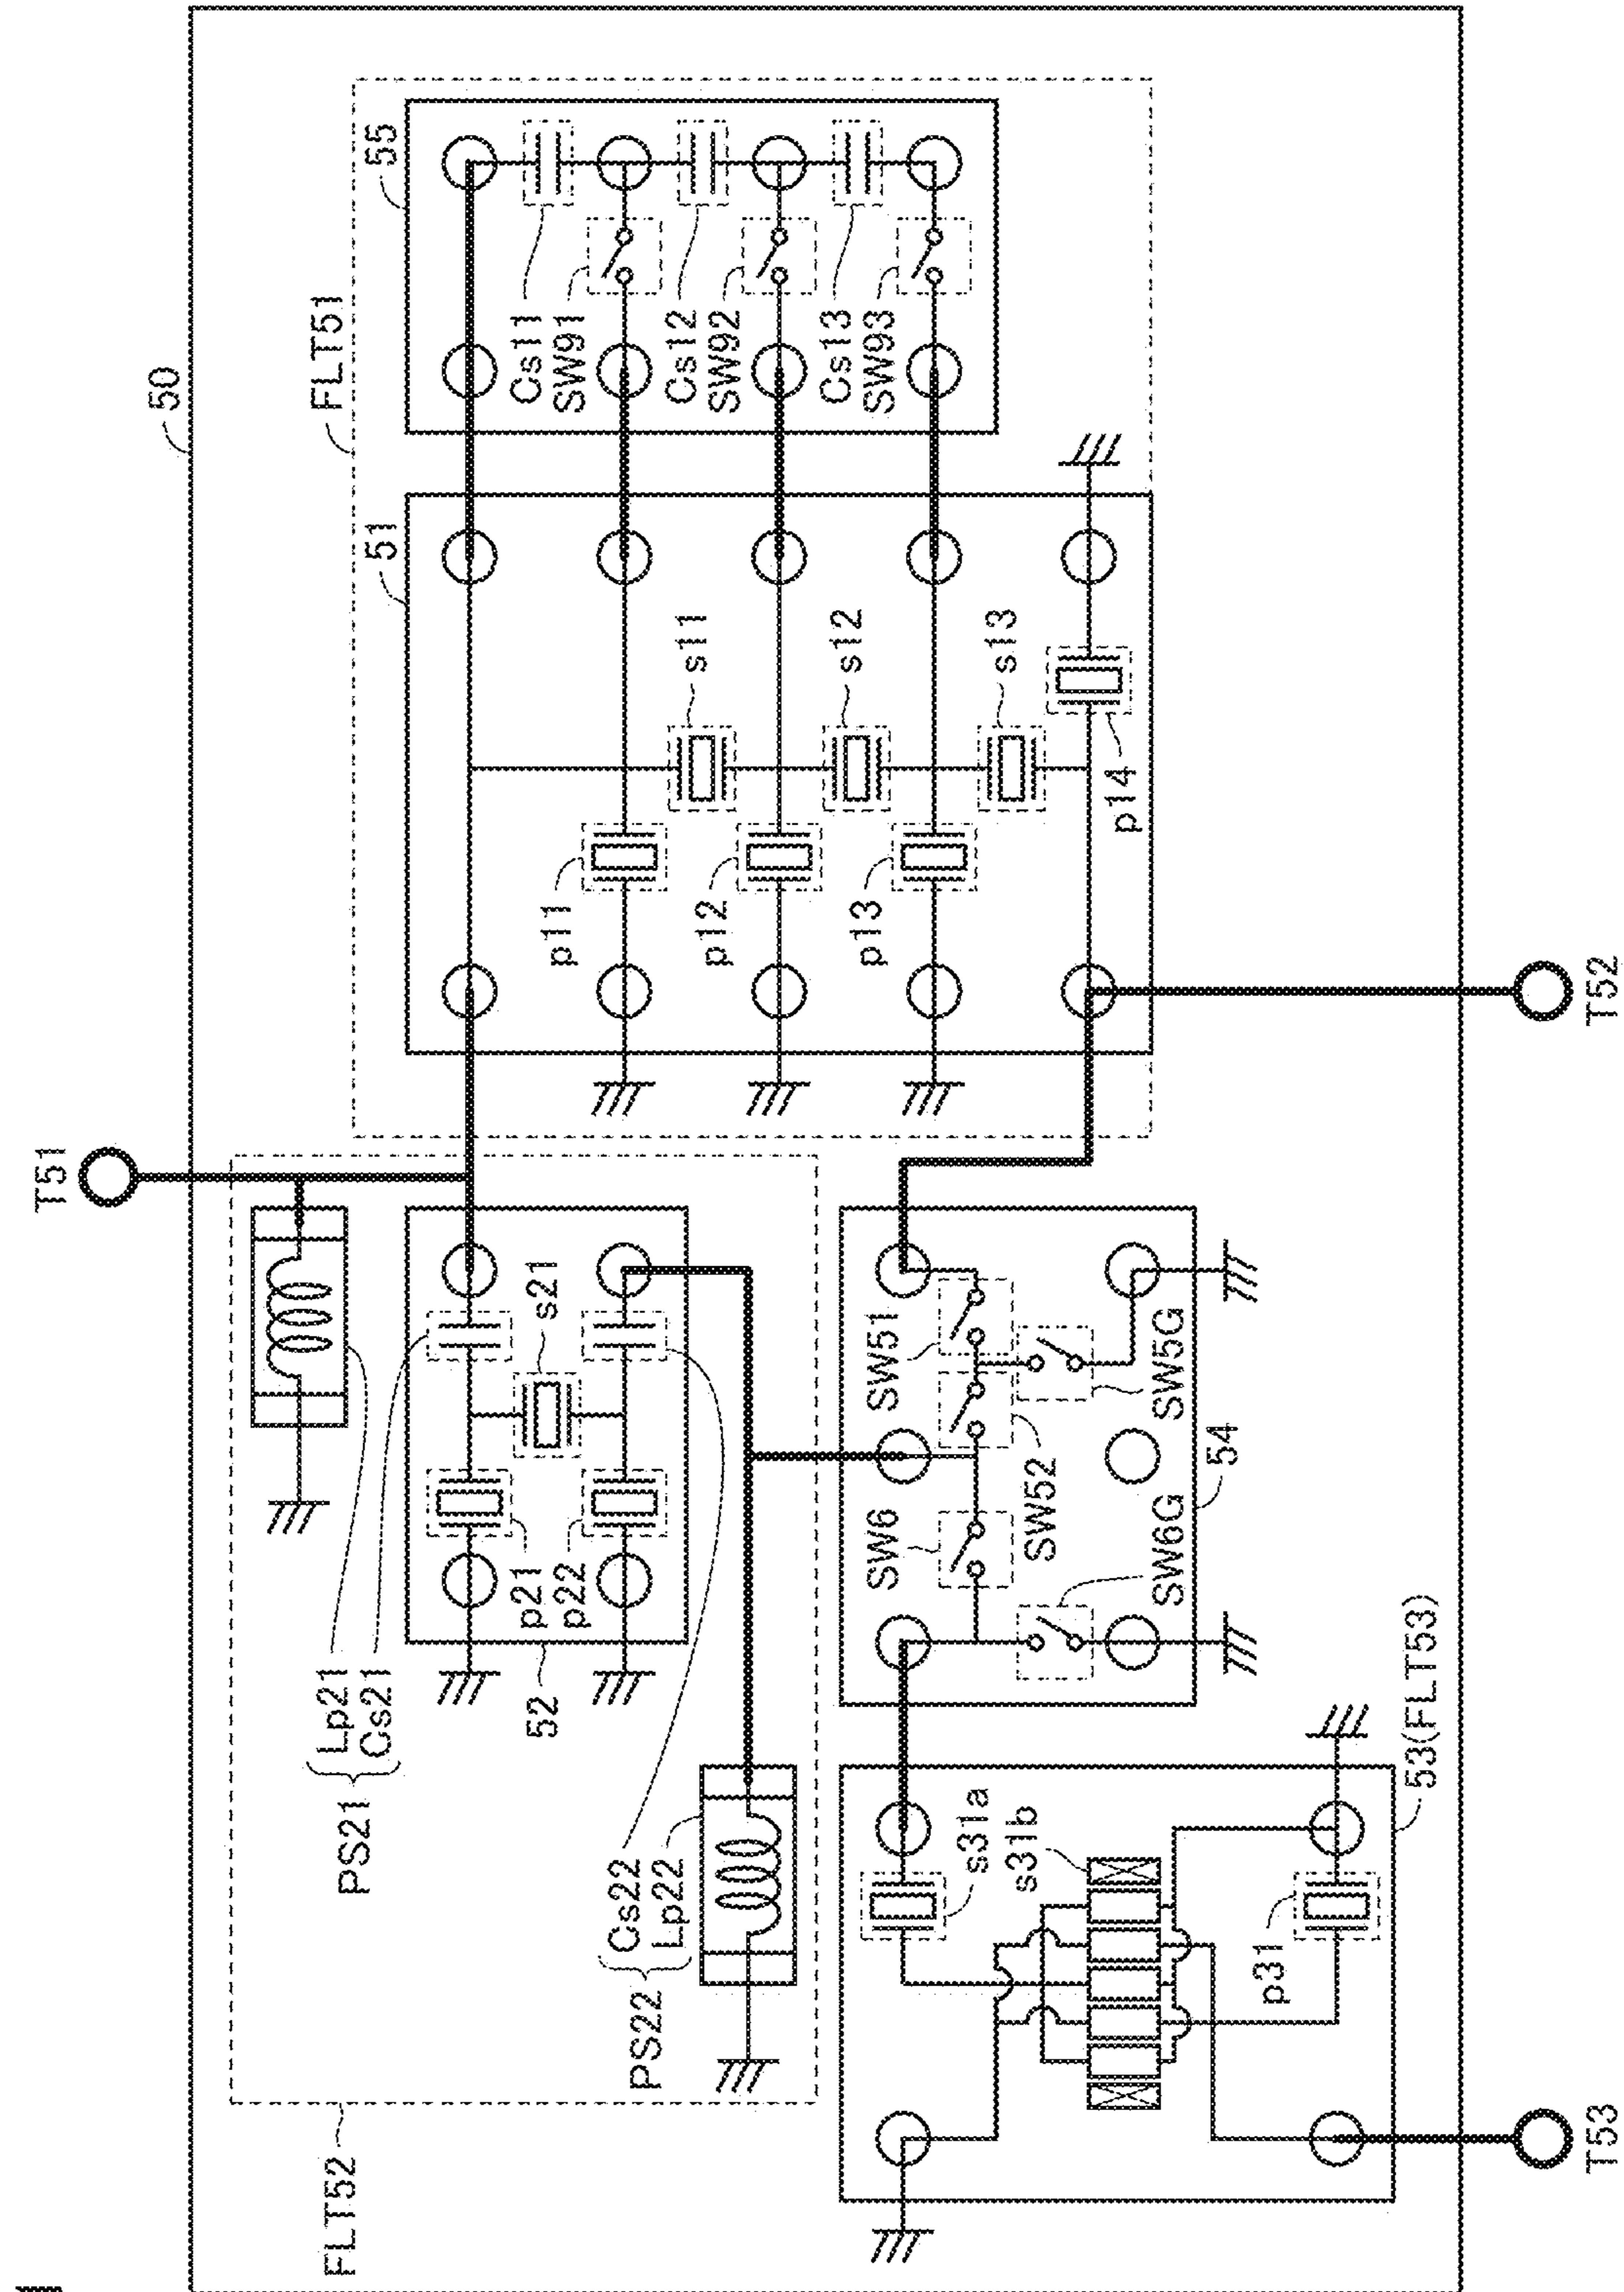 50
T51
FLT51
55
51
Cs11
SW91
Cs12
SW92
Cs13
SW93
s11
s12
s13
p11
p12
p13
p14
T52
FLT52
PS21
Lp21
Cs21
s21
p21
p22
52
PS22
Cs22
Lp22
SW6
SW51
SW52
SW6G
SW5G
54
s31a
s31b
p31
53(FLT53)
T53